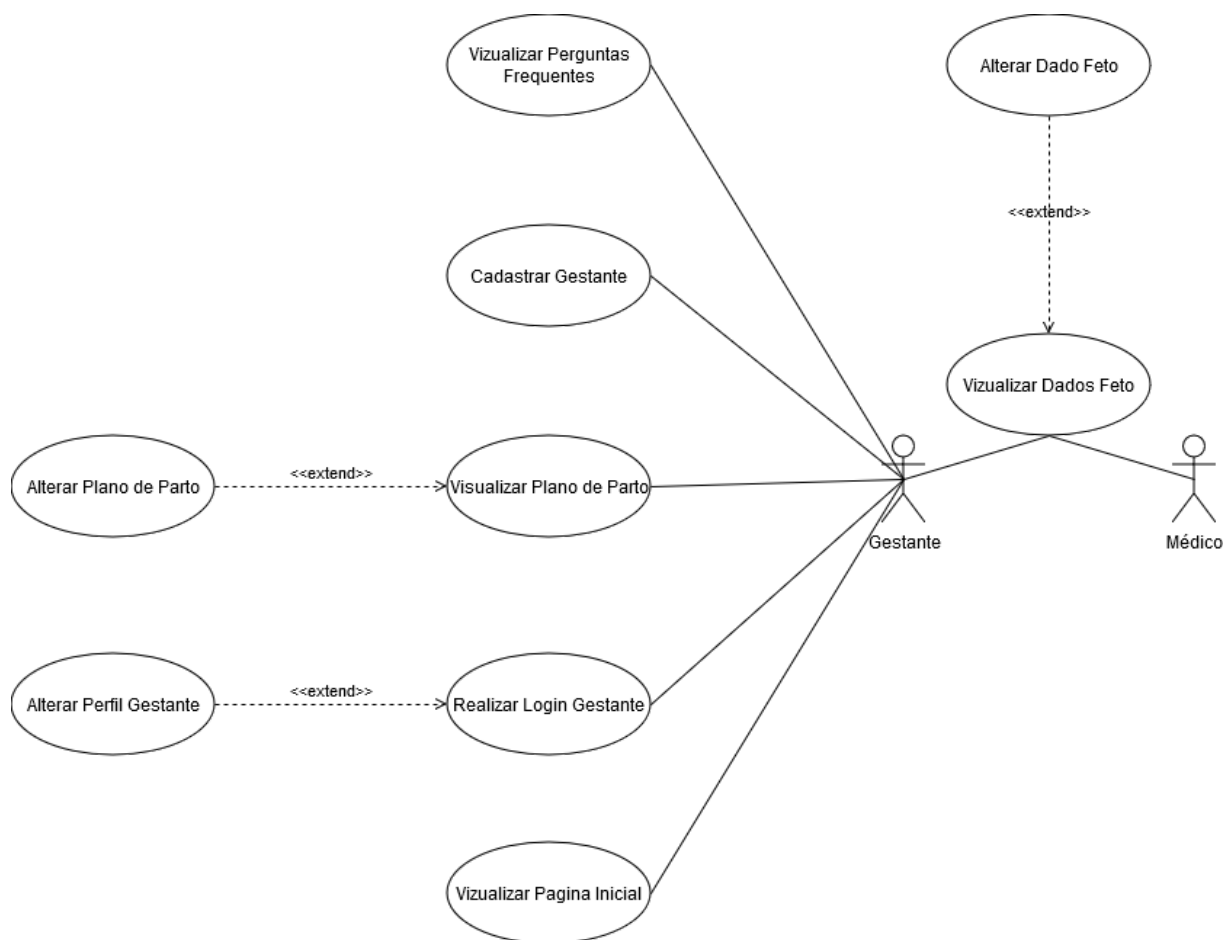 Vizualizar Perguntas
Frequentes
Alterar Dado Feto
<<extend>>
Cadastrar Gestante
Vizualizar Dados Feto
Alterar Plano de Parto
<<extend>>
Visualizar Plano de Parto
Gestante
Médico
Alterar Perfil Gestante
<<extend>>
Realizar Login Gestante
Vizualizar Pagina Inicial